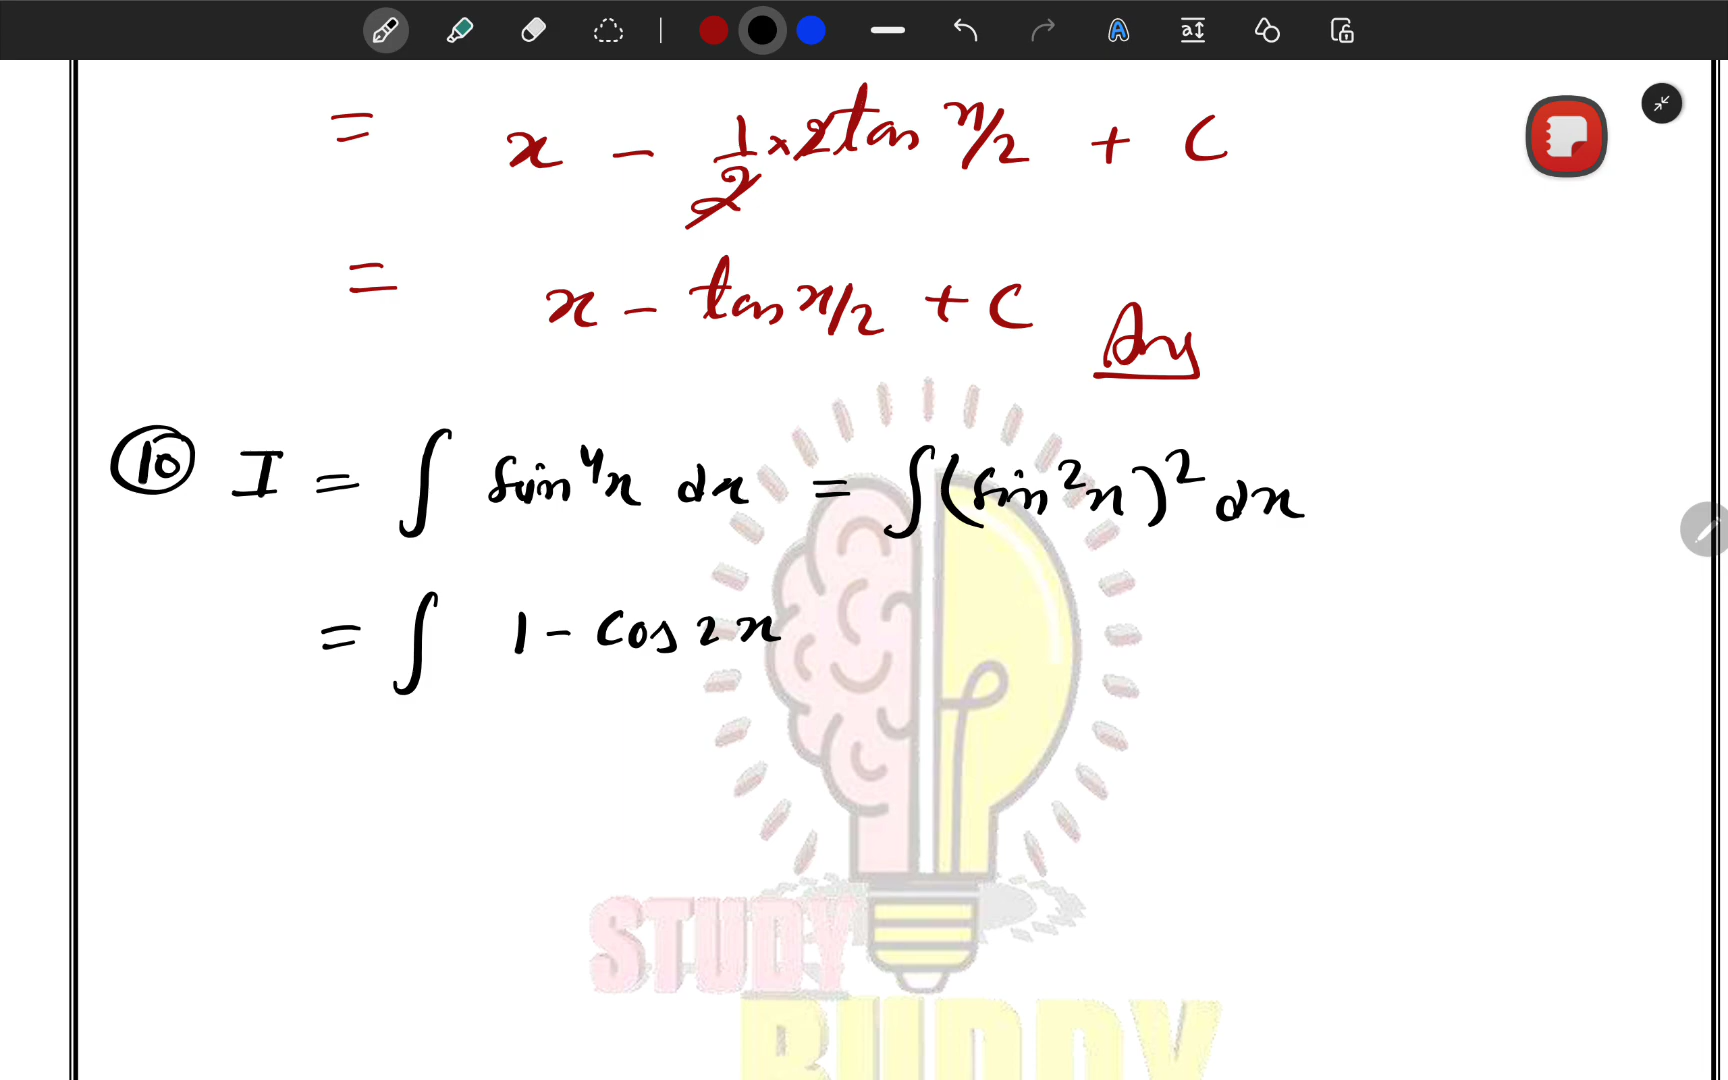 = x - 1/2 × 2 tan x/2 + C
= x - tan x/2 + C Ans
10 I = ∫ sin⁴x dx = ∫(sin²x)² dx
= ∫ 1 - cos 2x
STUDY
BUDDY